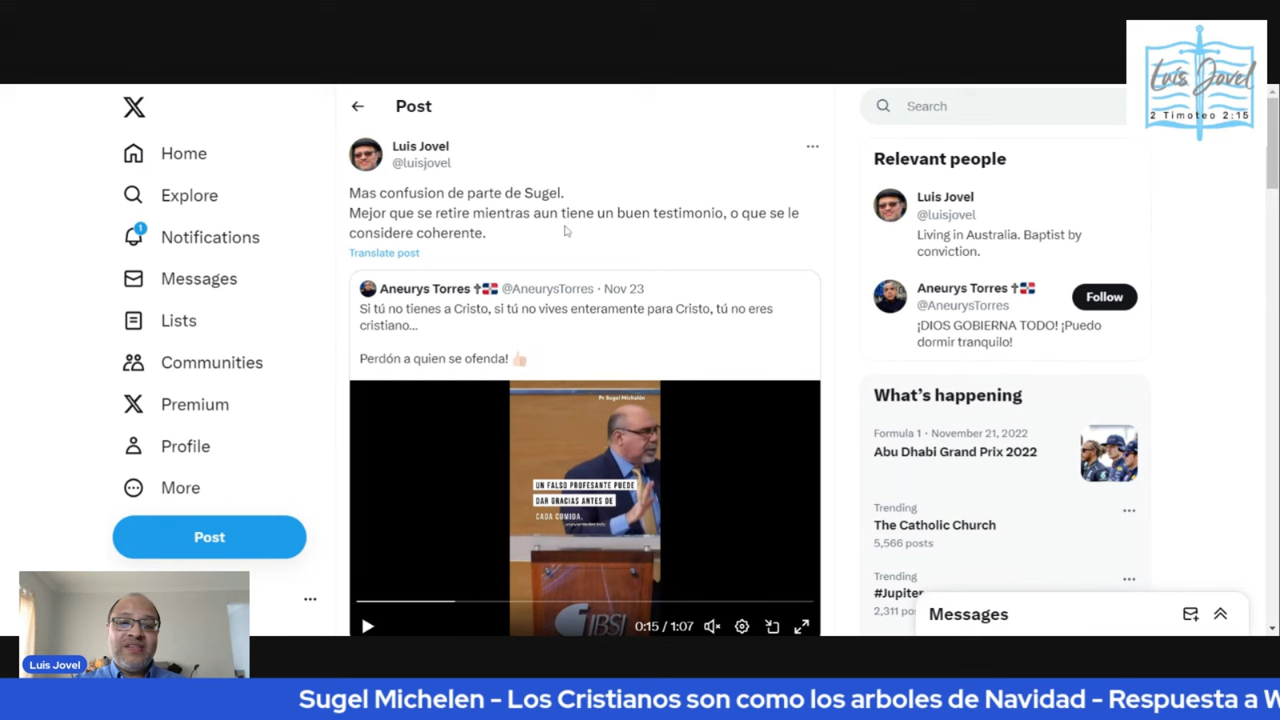 Luis Jovel
2 Timoteo 2:15
Post
Search
Home
Explore
1
Notifications
Messages
Lists
Communities
Premium
Profile
More
Post
Luis Jovel
@luisjovel
Mas confusion de parte de Sugel.
Mejor que se retire mientras aun tiene un buen testimonio, o que se le
considere coherente.
Translate post
Aneurys Torres @AneurysTorres · Nov 23
Si tú no tienes a Cristo, si tú no vives enteramente para Cristo, tú no eres
cristiano...
Perdón a quien se ofenda!
Pr Sugel Michelén
UN FALSO PROFESANTE PUEDE
DAR GRACIAS ANTES DE
CADA COMIDA,
IBSJ
0:15 / 1:07
Relevant people
Luis Jovel
@luisjovel
Living in Australia. Baptist by
conviction.
Aneurys Torres
@AneurysTorres
Follow
¡DIOS GOBIERNA TODO! ¡Puedo
dormir tranquilo!
What's happening
Formula 1 · November 21, 2022
Abu Dhabi Grand Prix 2022
Trending
The Catholic Church
5,566 posts
Trending
#Jupiter
2,311
Messages
Luis Jovel
Sugel Michelen - Los Cristianos son como los arboles de Navidad - Respuesta a